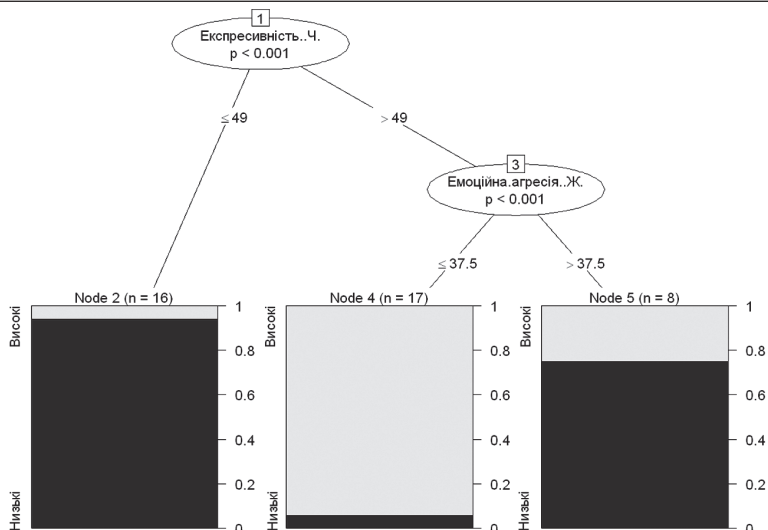 1
Експресивність..Ч.
p < 0.001
≤ 49
> 49
3
Емоційна.агресія..Ж.
p < 0.001
≤ 37.5
> 37.5
Node 2 (n = 16)
Високі
Низькі
1
0.8
0.6
0.4
0.2
0
Node 4 (n = 17)
Високі
Низькі
1
0.8
0.6
0.4
0.2
0
Node 5 (n = 8)
Високі
Низькі
1
0.8
0.6
0.4
0.2
0